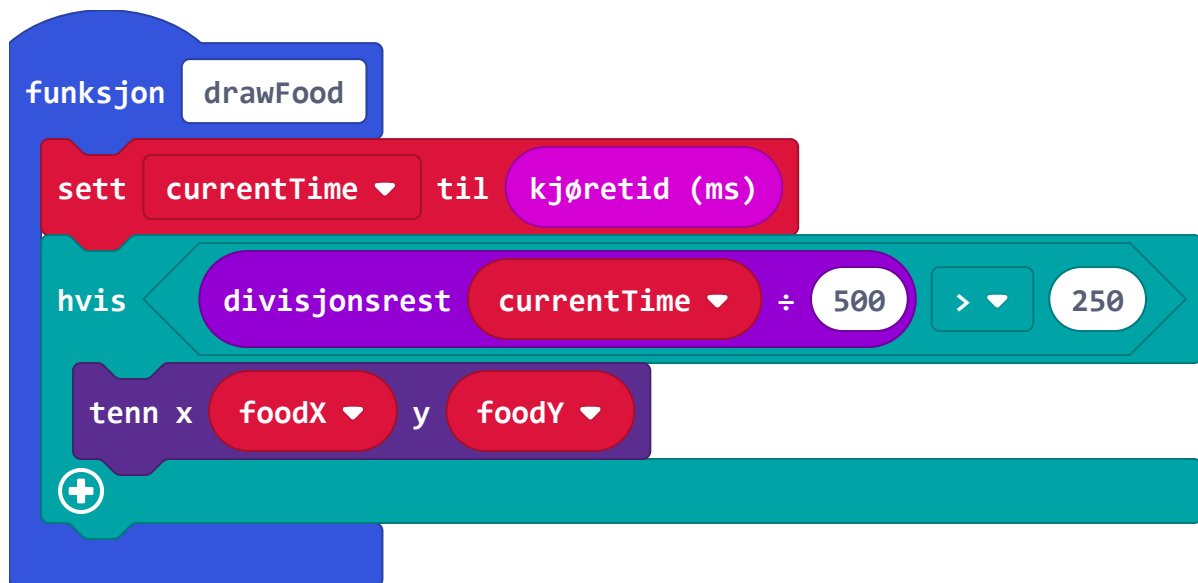 funksjon drawFood
sett currentTime til kjøretid (ms)
hvis divisjonsrest currentTime ÷ 500 > 250
tenn x foodX y foodY